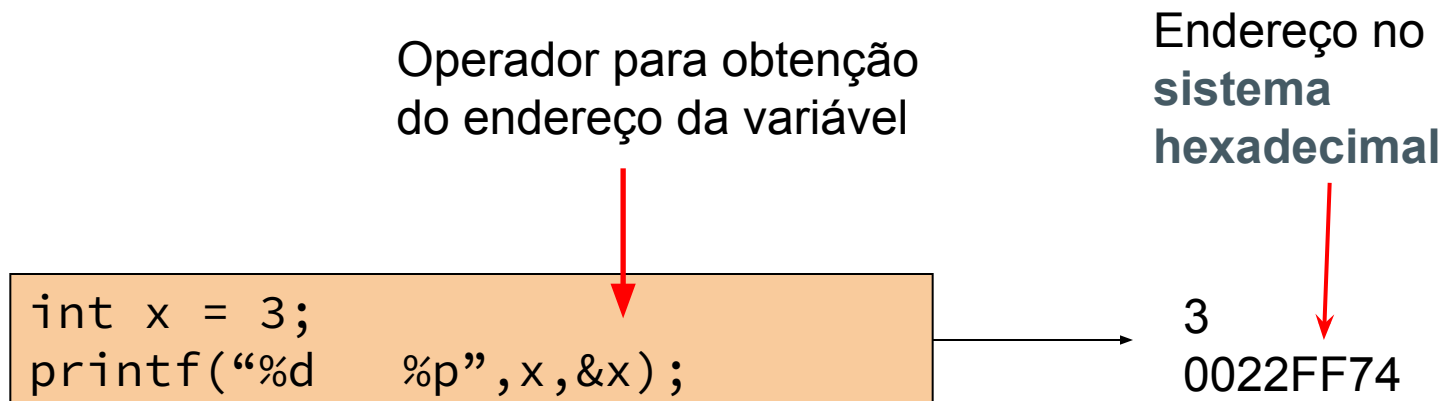 Operador para obtenção
do endereço da variável
Endereço no
sistema
hexadecimal
int x = 3;
printf(“%d   %p”,x,&x);
3
0022FF74